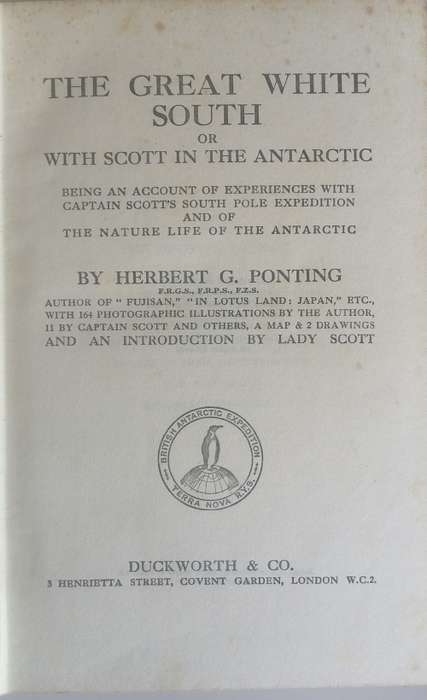 THE GREAT WHITE
SOUTH
OR
WITH SCOTT IN THE ANTARCTIC
BEING AN ACCOUNT OF EXPERIENCES WITH
CAPTAIN SCOTT'S SOUTH POLE EXPEDITION
AND OF
THE NATURE LIFE OF THE ANTARCTIC
BY HERBERT G. PONTING
F.R.G.S., F.R.P.S., F.Z.S.
AUTHOR OF "FUJISAN," "IN LOTUS LAND: JAPAN," ETC.,
WITH 164 PHOTOGRAPHIC ILLUSTRATIONS BY THE AUTHOR,
11 BY CAPTAIN SCOTT AND OTHERS, A MAP & 2 DRAWINGS
AND AN INTRODUCTION BY LADY SCOTT
BRITISH ANTARCTIC EXPEDITION
TERRA NOVA R.Y.S.
DUCKWORTH & CO.
3 HENRIETTA STREET, COVENT GARDEN, LONDON W.C.2.